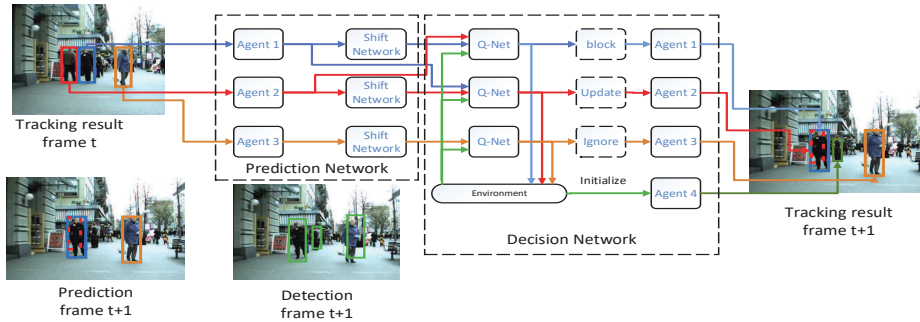 Agent 1
Shift
Network
Q-Net
block
Agent 1
Agent 2
Shift
Network
Q-Net
Update
Agent 2
Tracking result
frame t
Agent 3
Shift
Network
Q-Net
Ignore
Agent 3
Prediction Network
Environment
Initialize
Agent 4
Decision Network
Tracking result
frame t+1
Prediction
frame t+1
Detection
frame t+1